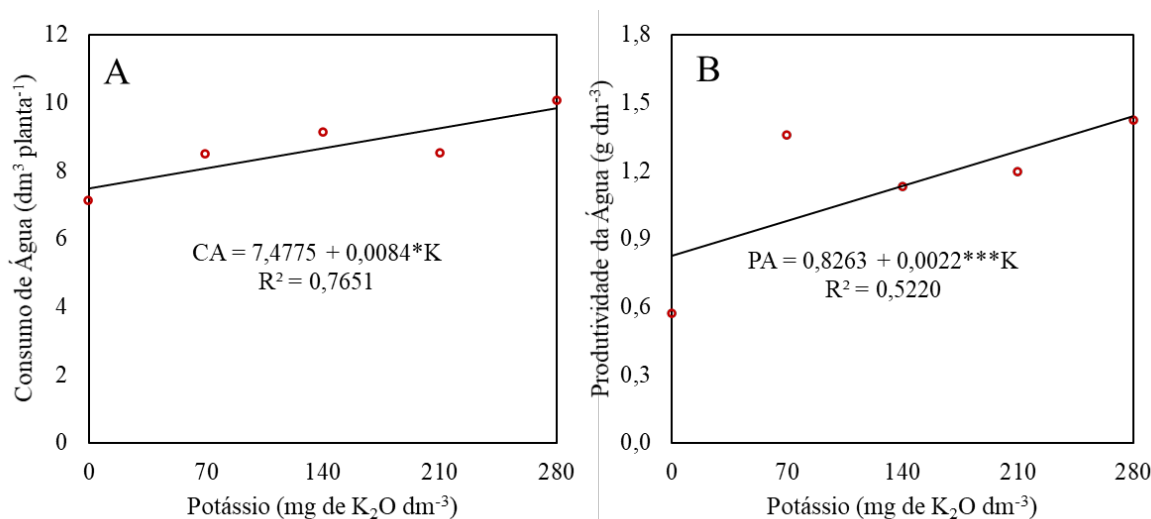 A
Consumo de Água (dm³ planta⁻¹)
12
10
8
6
4
2
0
CA = 7,4775 + 0,0084*K
R² = 0,7651
0 70 140 210 280
Potássio (mg de K₂O dm⁻³)
B
Produtividade da Água (g dm⁻³)
1,8
1,5
1,2
0,9
0,6
0,3
0,0
PA = 0,8263 + 0,0022***K
R² = 0,5220
0 70 140 210 280
Potássio (mg de K₂O dm⁻³)